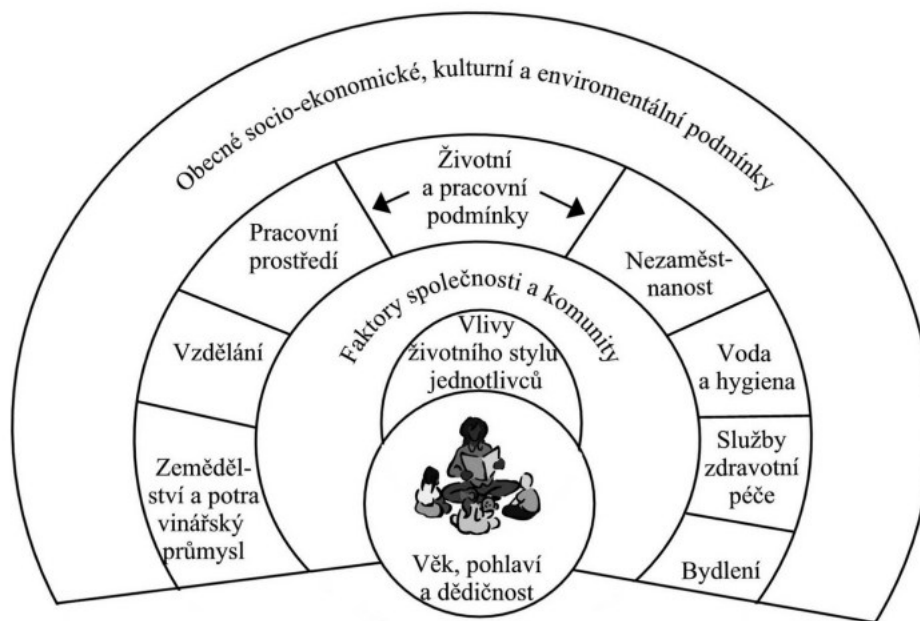 Obecné socio-ekonomické, kulturní a enviromentální podmínky
Životní
a pracovní
podmínky
Pracovní
prostředí
Nezaměst-
nanost
Faktory společnosti a komunity
Vzdělání
Vlivy
životního stylu
jednotlivců
Voda
a hygiena
Zeměděl-
ství a potra
vinářský
průmysl
Služby
zdravotní
péče
Věk, pohlaví
a dědičnost
Bydlení